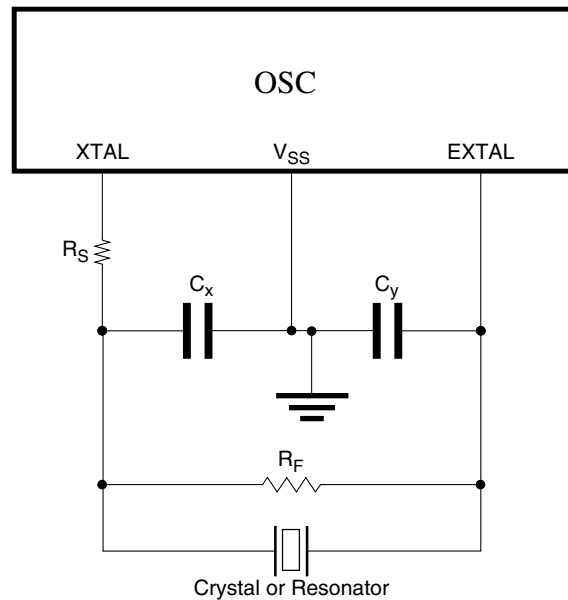 OSC
XTAL VSS EXTAL
RS
Cx Cy
RF
Crystal or Resonator